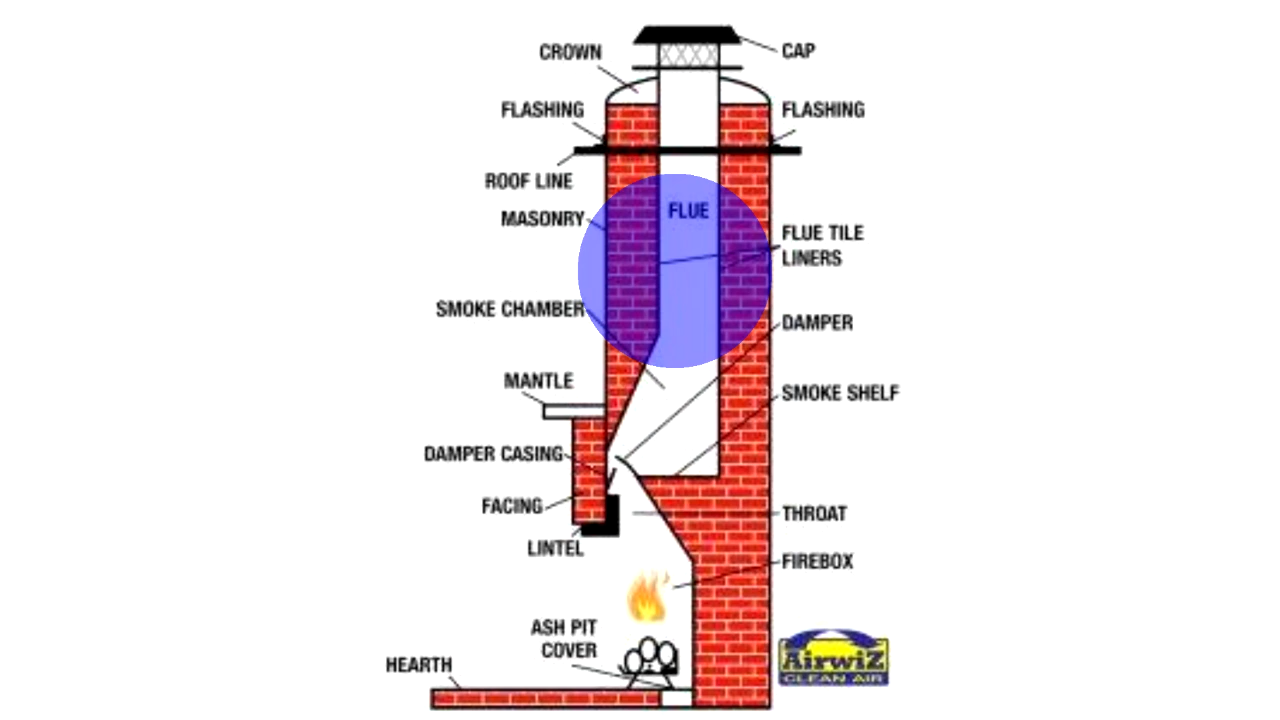 CROWN
CAP
FLASHING
FLASHING
ROOF LINE
MASONRY
FLUE
FLUE TILE
LINERS
SMOKE CHAMBER
DAMPER
MANTLE
SMOKE SHELF
DAMPER CASING
FACING
THROAT
LINTEL
FIREBOX
ASH PIT
COVER
HEARTH
AirwiZ
CLEAN AIR